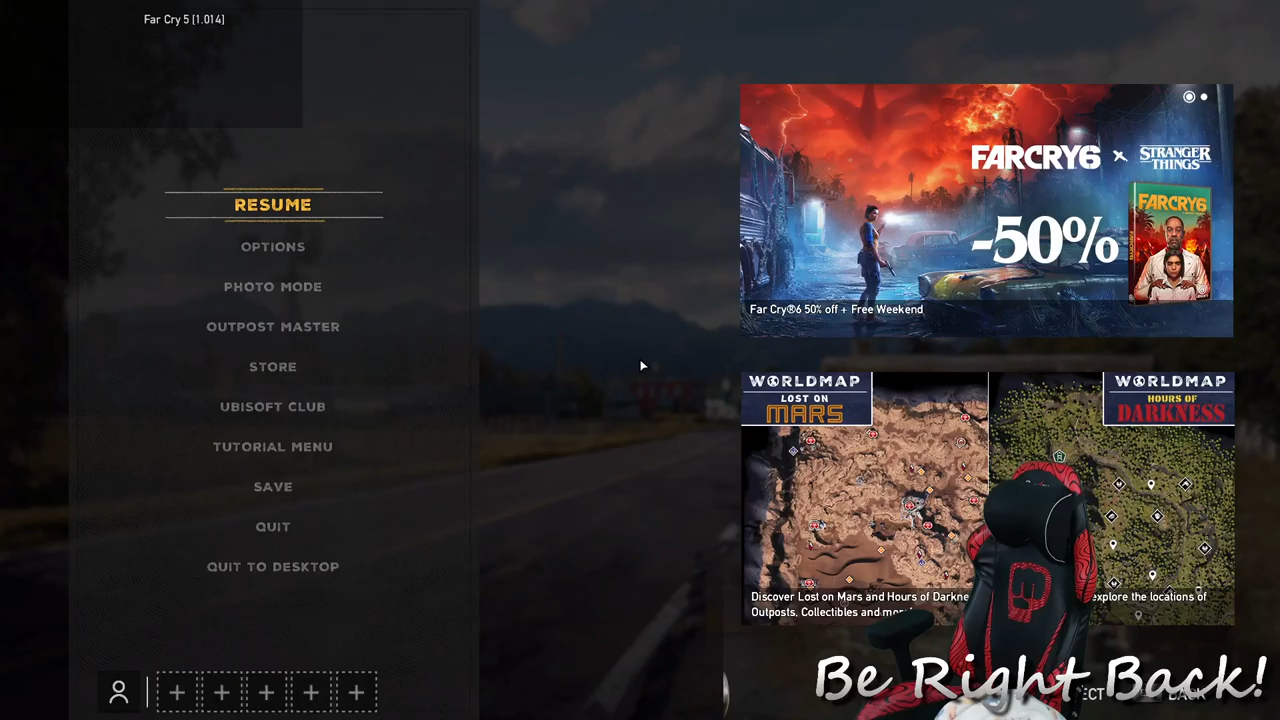 Far Cry 5 [1.014]
RESUME
OPTIONS
PHOTO MODE
OUTPOST MASTER
STORE
UBISOFT CLUB
TUTORIAL MENU
SAVE
QUIT
QUIT TO DESKTOP
FARCRY6 × STRANGER THINGS
-50%
FARCRY6
Far Cry®6 50% off + Free Weekend
WORLDMAP
LOST ON
MARS
WORLDMAP
HOURS OF
DARKNESS
Discover Lost on Mars and Hours of explore the locations of
Outposts, Collectibles and
Be Right Back!
BACK